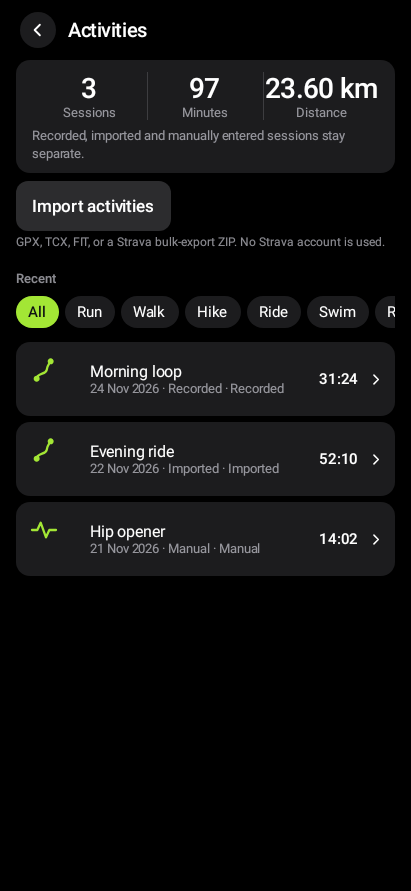 Activities
3
97
23.60 km
Sessions
Minutes
Distance
Recorded, imported and manually entered sessions stay
separate.
Import activities
GPX, TCX, FIT, or a Strava bulk-export ZIP. No Strava account is used.
Recent
All Run Walk Hike Ride Swim R
Morning loop
24 Nov 2026 · Recorded · Recorded
31:24
Evening ride
22 Nov 2026 · Imported · Imported
52:10
Hip opener
21 Nov 2026 · Manual · Manual
14:02